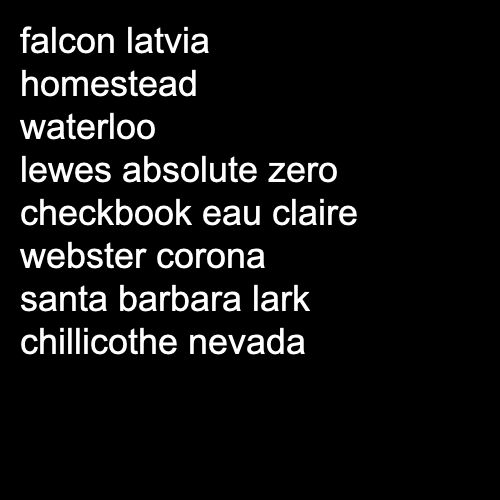 falcon latvia
homestead
waterloo
lewes absolute zero
checkbook eau claire
webster corona
santa barbara lark
chillicothe nevada